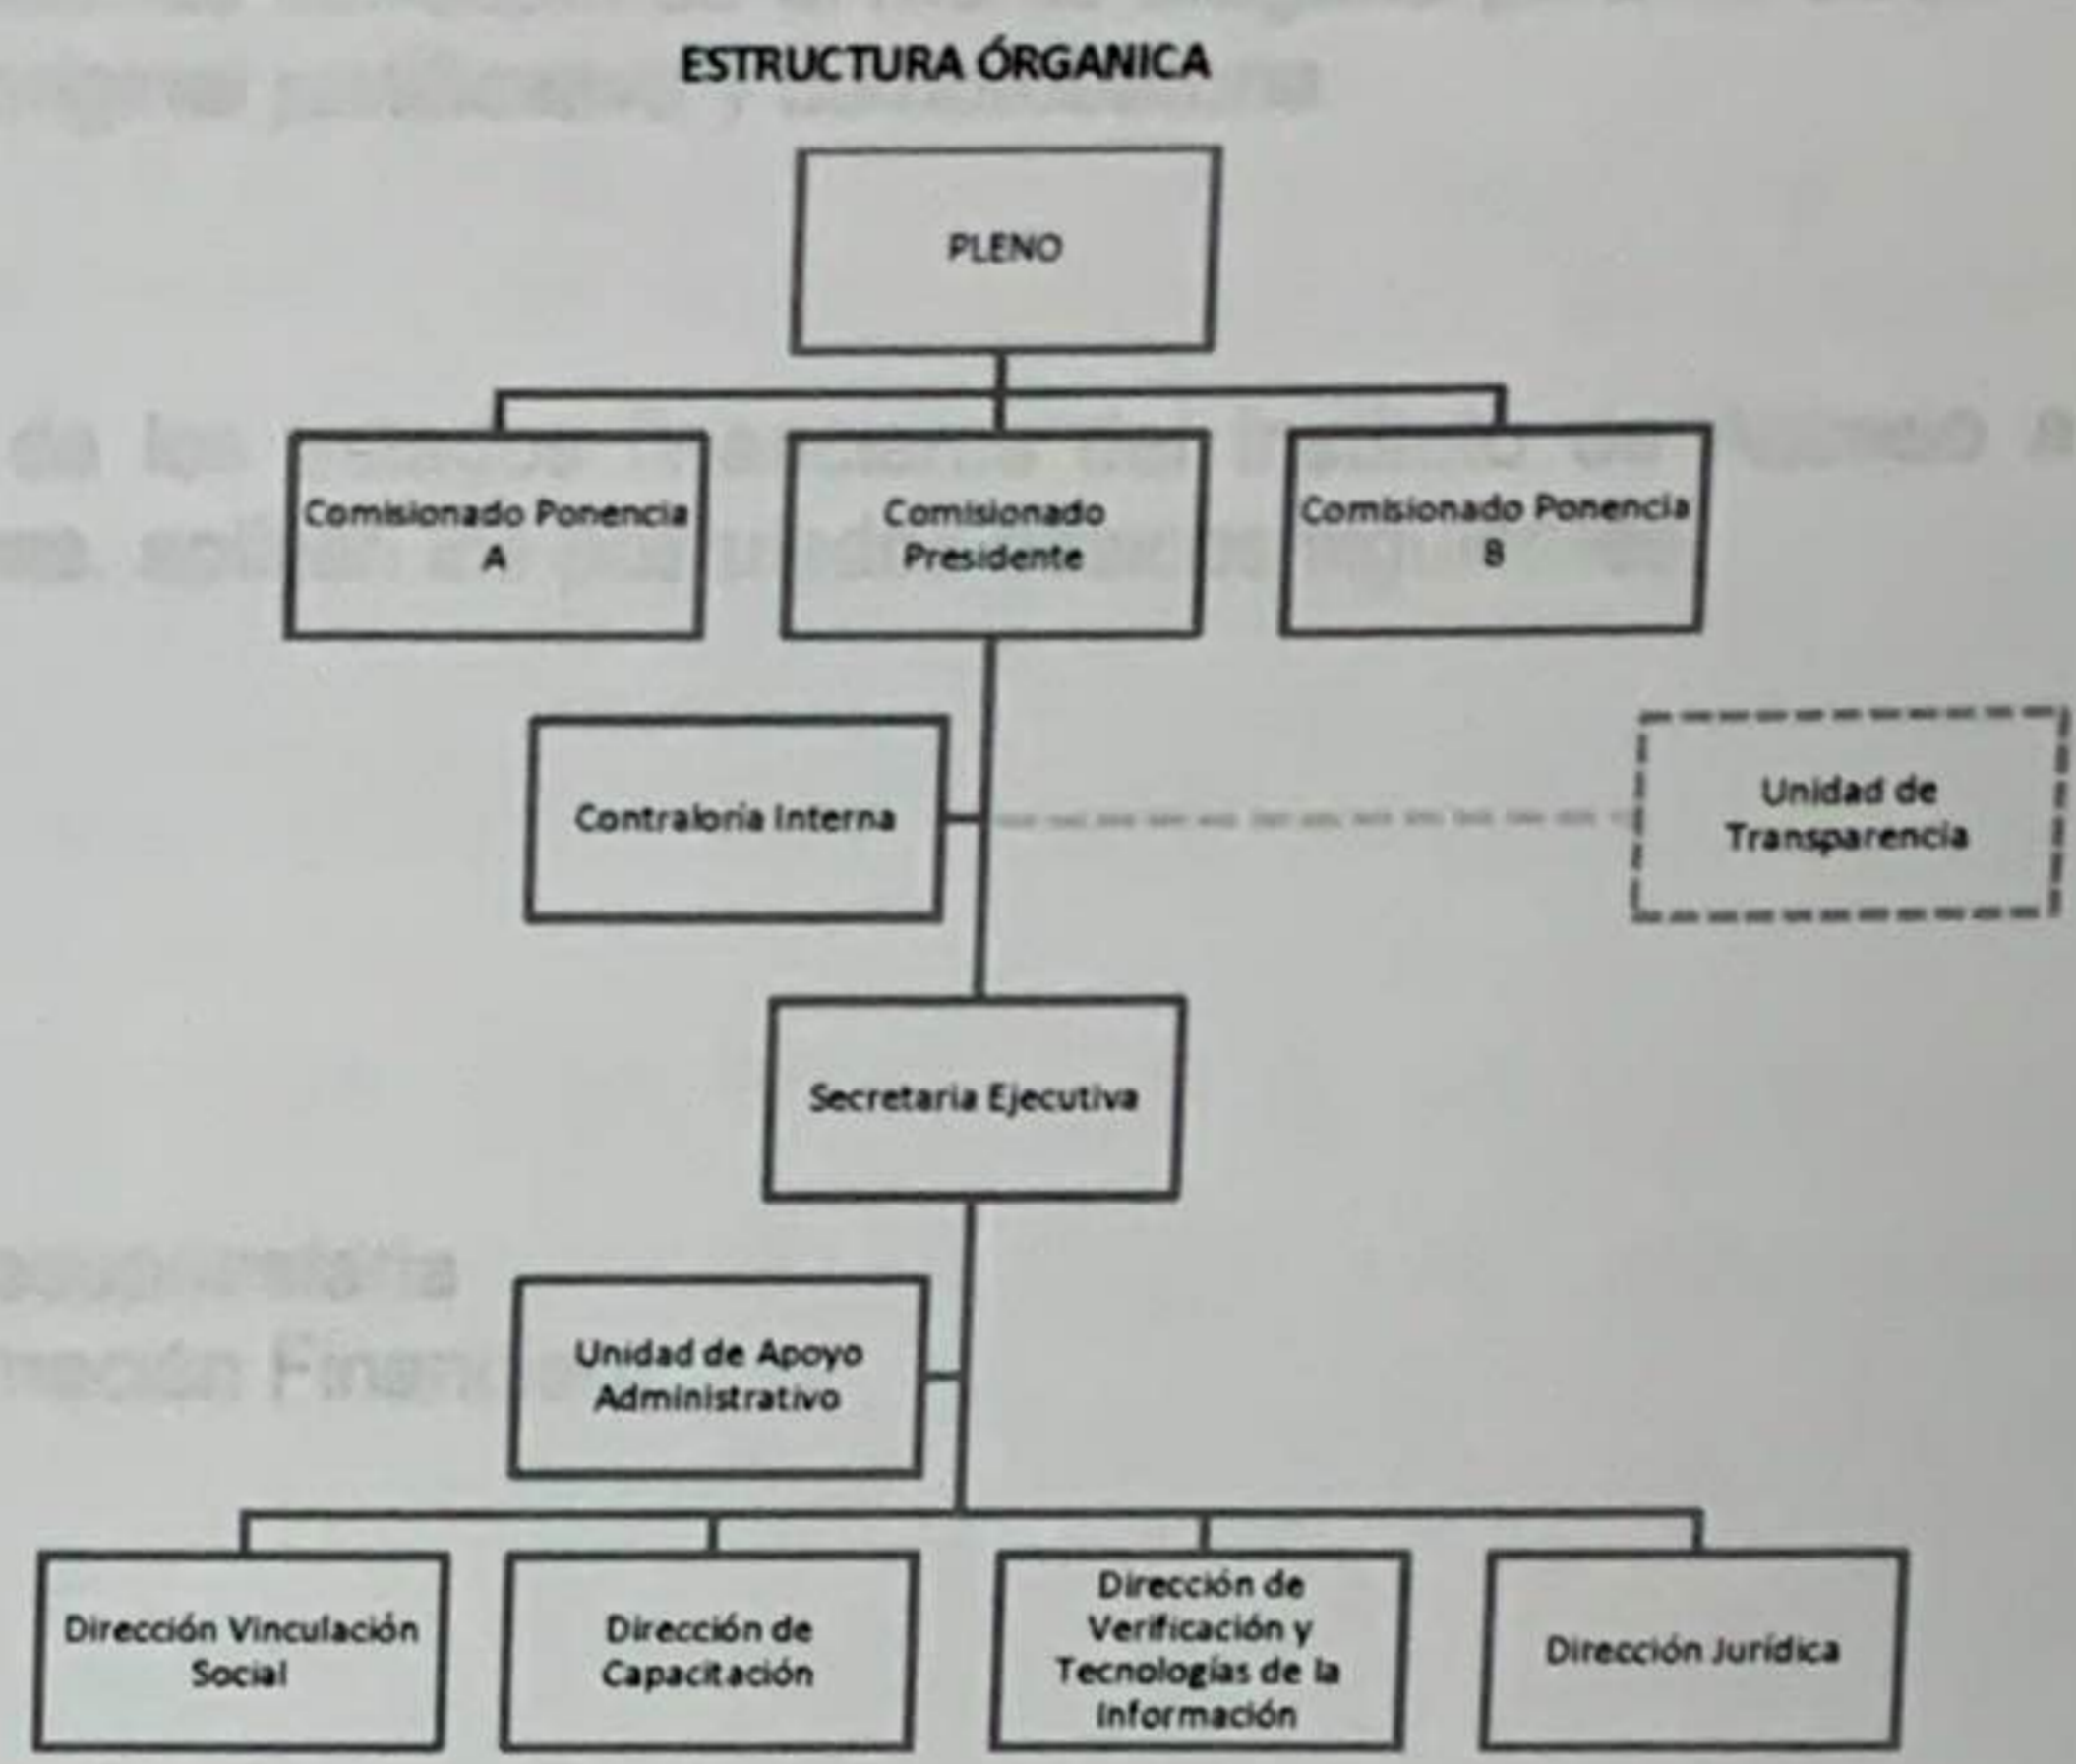 ESTRUCTURA ÓRGANICA
PLENO
Comisionado Ponencia
A
Comisionado
Presidente
Comisionado Ponencia
B
Contraloría Interna
Unidad de
Transparencia
Secretaria Ejecutiva
Unidad de Apoyo
Administrativo
Dirección Vinculación
Social
Dirección de
Capacitación
Dirección de
Verificación y
Tecnologías de la
Información
Dirección Jurídica